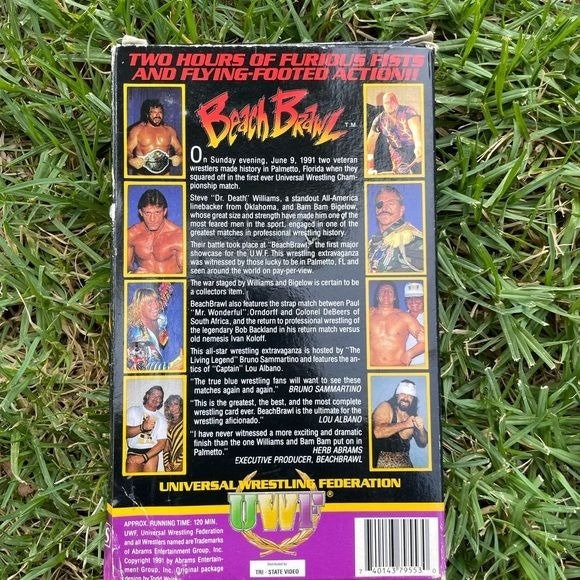 TWO HOURS OF FURIOUS FISTS
AND FLYING-FOOTED ACTION!!
Beach Brawl T.M.
On Sunday evening, June 9, 1991 two veteran
wrestlers made history in Palmetto, Florida when they
squared off in the first ever Universal Wrestling Cham-
pionship match.
Steve "Dr. Death" Williams, a standout All-America
linebacker from Oklahoma, and Bam Bam Bigelow,
whose great size and strength have made him one of the
most feared men in the sport, engaged in one of the
greatest matches in professional wrestling history.
Their battle took place at "BeachBrawl" the first major
showcase for the U.W.F. This wrestling extravaganza
was witnessed by those lucky to be in Palmetto, FL and
seen around the world on pay-per-view.
The war staged by Williams and Bigelow is certain to be
a collectors item.
BeachBrawl also features the strap match between Paul
"Mr. Wonderful" Orndorff and Colonel DeBeers of
South Africa, and the return to professional wrestling of
the legendary Bob Backland in his return match versus
old nemesis Ivan Koloff.
This all-star wrestling extravaganza is hosted by "The
Living Legend" Bruno Sammartino and features the an-
tics of "Captain" Lou Albano.
"The true blue wrestling fans will want to see these
matches again and again." BRUNO SAMMARTINO
"This is the greatest, the best, and the most complete
wrestling card ever. BeachBrawl is the ultimate for the
wrestling aficionado." LOU ALBANO
"I have never witnessed a more exciting and dramatic
finish than the one Williams and Bam Bam put on in
Palmetto." HERB ABRAMS
EXECUTIVE PRODUCER, BEACHBRAWL
UNIVERSAL WRESTLING FEDERATION
UWF
APPROX. RUNNING TIME: 120 MIN.
UWF, Universal Wrestling Federation
and all Wrestlers named are Trademarks
of Abrams Entertainment Group, Inc.
Copyright 1991 by Abrams Entertain-
ment Group, Inc. Original package
design by Todd
Distributed by
TRI - STATE VIDEO
7 40143 79553 0